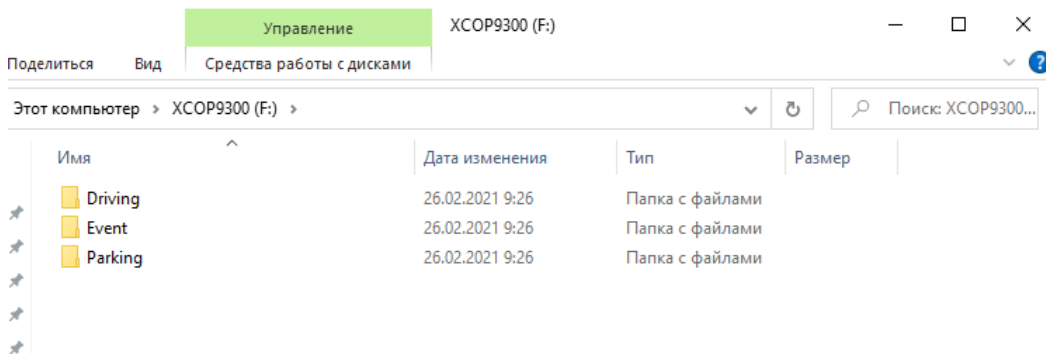 Управление XCOP9300 (F:)
Поделиться Вид Средства работы с дисками
Этот компьютер > XCOP9300 (F:) > Поиск: XCOP9300...
Имя Дата изменения Тип Размер
Driving 26.02.2021 9:26 Папка с файлами
Event 26.02.2021 9:26 Папка с файлами
Parking 26.02.2021 9:26 Папка с файлами